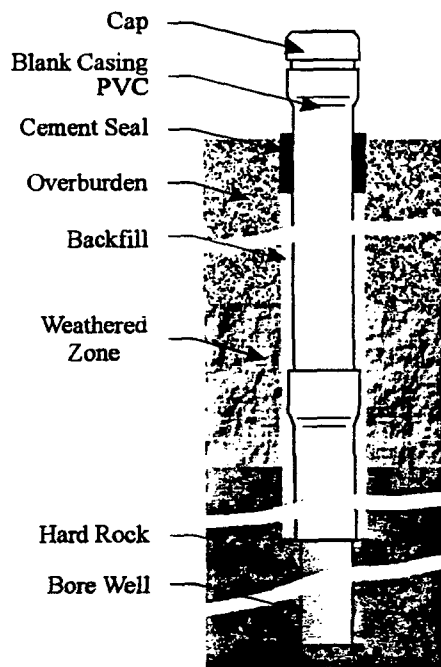 Cap
Blank Casing
PVC
Cement Seal
Overburden
Backfill
Weathered
Zone
Hard Rock
Bore Well